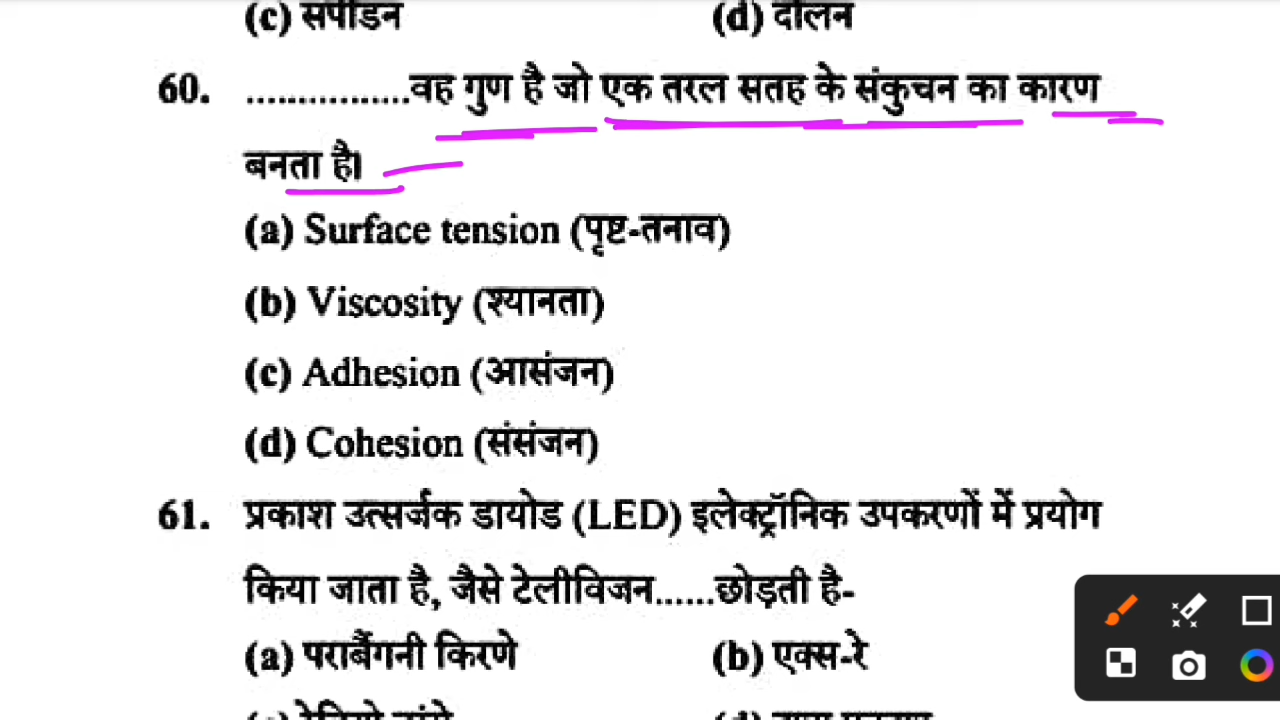 (c) सपीडन (d) दोलन
60. ................वह गुण है जो एक तरल सतह के संकुचन का कारण
बनता है।
(a) Surface tension (पृष्ट-तनाव)
(b) Viscosity (श्यानता)
(c) Adhesion (आसंजन)
(d) Cohesion (संसंजन)
61. प्रकाश उत्सर्जक डायोड (LED) इलेक्ट्रॉनिक उपकरणों में प्रयोग
किया जाता है, जैसे टेलीविजन......छोड़ती है-
(a) पराबैंगनी किरणे (b) एक्स-रे